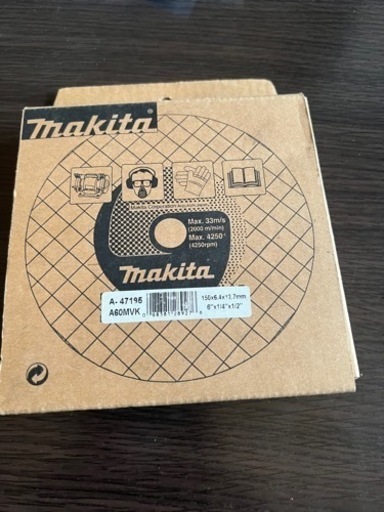 makita
Max. 33m/s
(2000 m/min)
Max. 4250
(4250rpm)
makita
A- 47195
A60MVK
150x6.4x12.7mm
6"x1/4"x1/2"